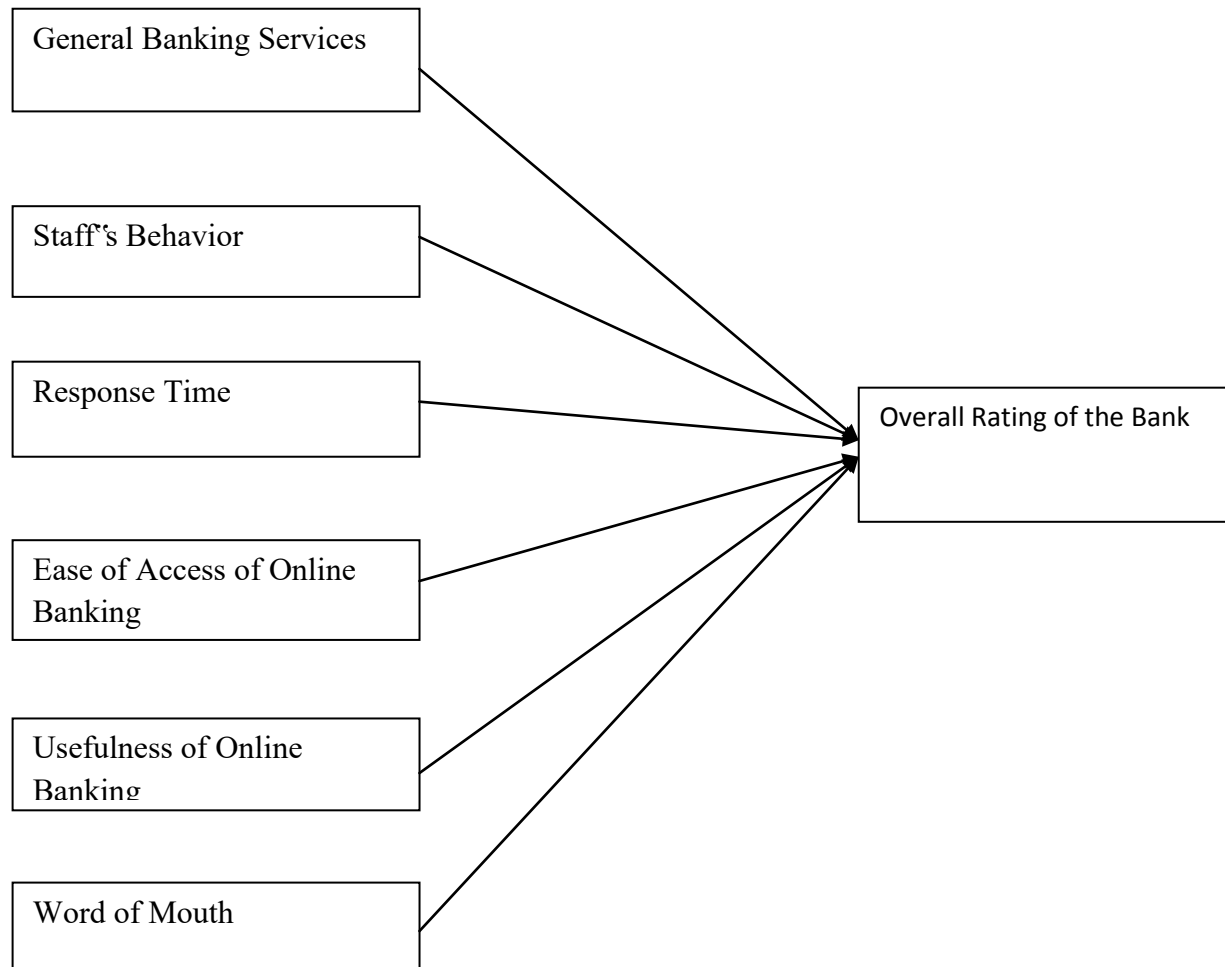 General Banking Services
Staff‟s Behavior
Response Time
Overall Rating of the Bank
Ease of Access of Online
Banking
Usefulness of Online
Banking
Word of Mouth